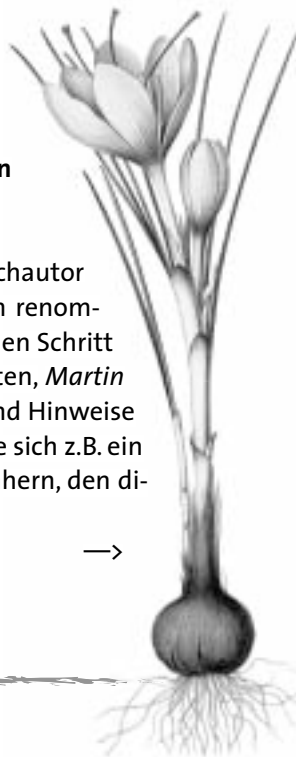 n
chautor
n renom-
en Schritt
ten, Martin
nd Hinweise
e sich z.B. ein
hern, den di-
—>